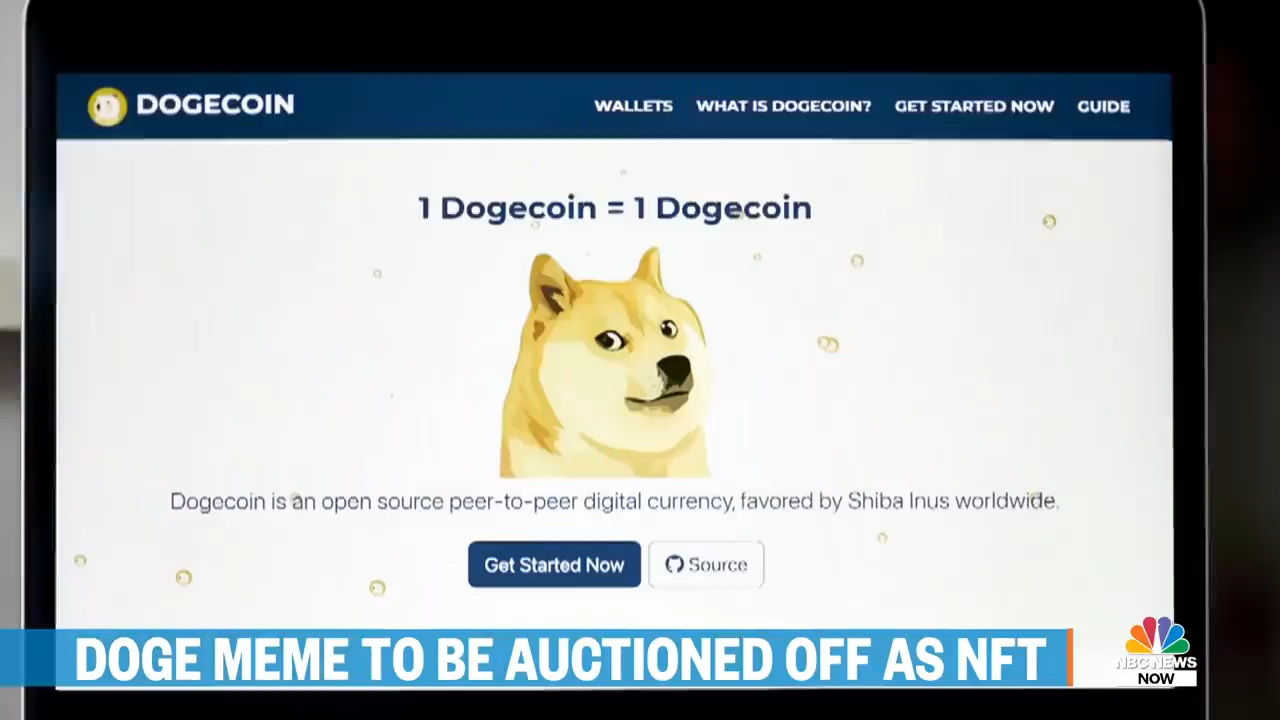 DOGECOIN
WALLETS WHAT IS DOGECOIN? GET STARTED NOW GUIDE
1 Dogecoin = 1 Dogecoin
Dogecoin is an open source peer-to-peer digital currency, favored by Shiba Inus worldwide.
Get Started Now Source
DOGE MEME TO BE AUCTIONED OFF AS NFT
NBC NEWS
NOW